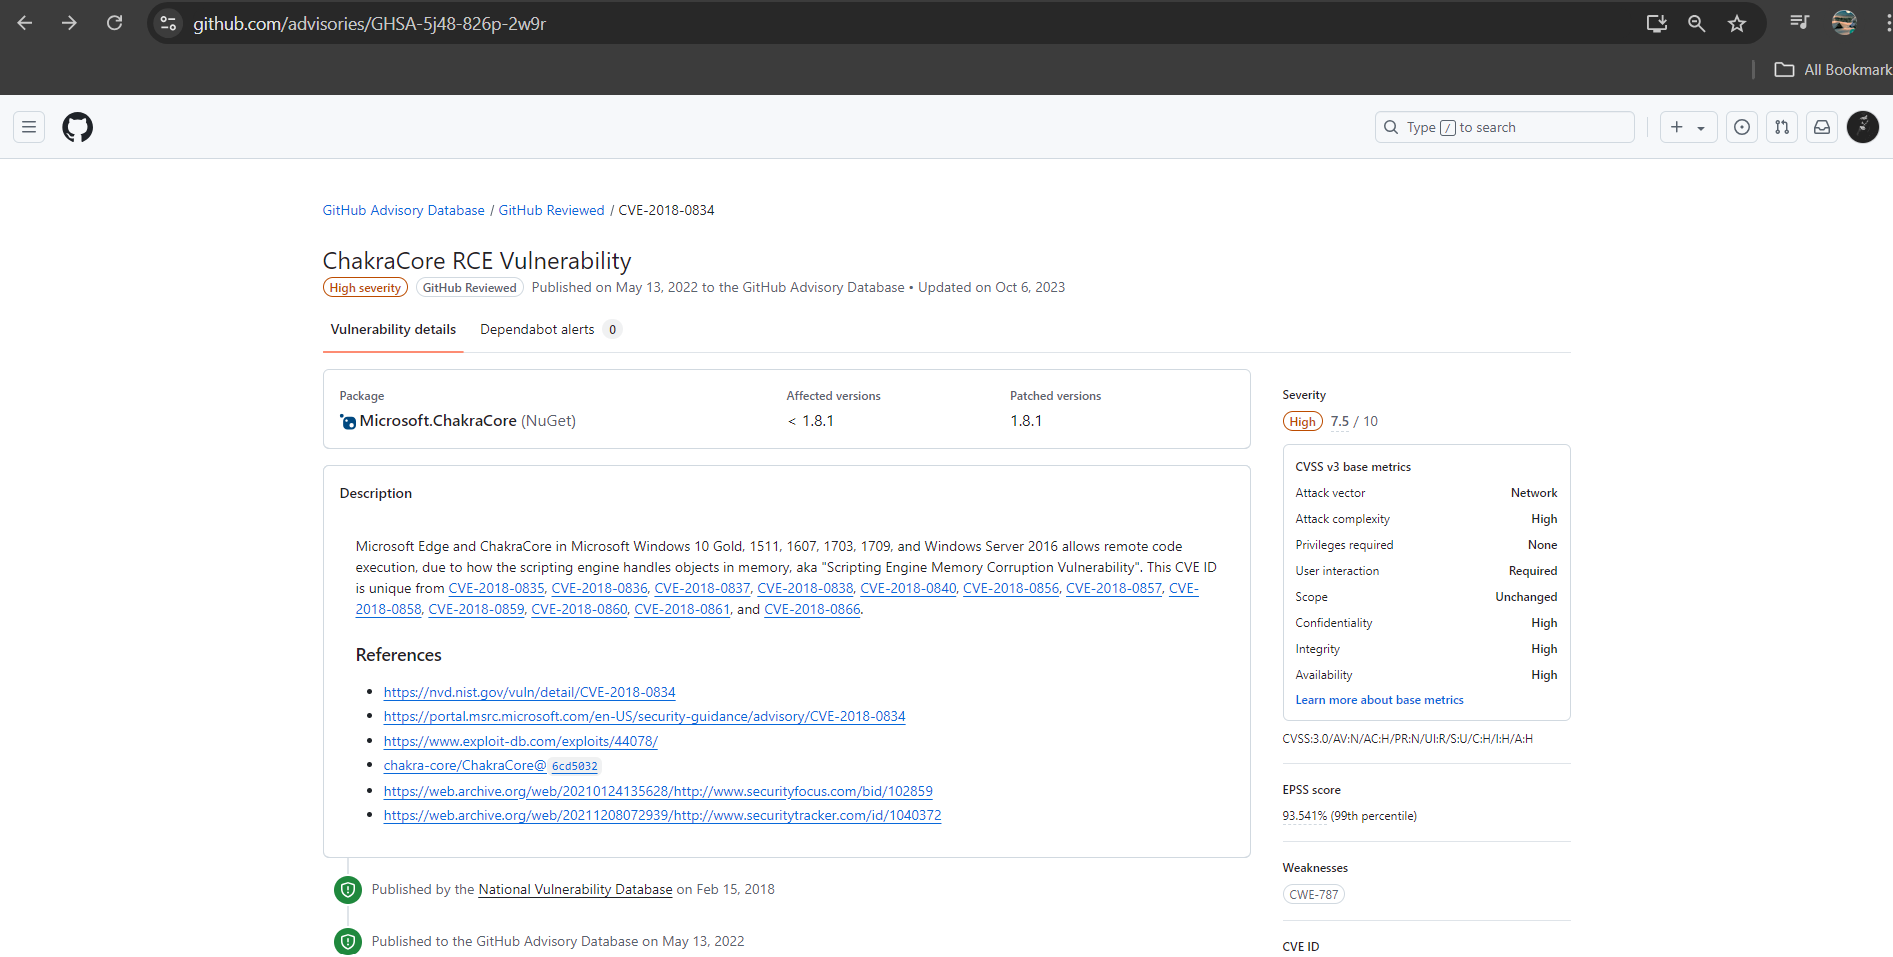 github.com/advisories/GHSA-5j48-826p-2w9r
All Bookmark
Type / to search
GitHub Advisory Database / GitHub Reviewed / CVE-2018-0834
ChakraCore RCE Vulnerability
High severity GitHub Reviewed Published on May 13, 2022 to the GitHub Advisory Database • Updated on Oct 6, 2023
Vulnerability details Dependabot alerts 0
Package Affected versions Patched versions
Microsoft.ChakraCore (NuGet) < 1.8.1 1.8.1
Description
Microsoft Edge and ChakraCore in Microsoft Windows 10 Gold, 1511, 1607, 1703, 1709, and Windows Server 2016 allows remote code
execution, due to how the scripting engine handles objects in memory, aka "Scripting Engine Memory Corruption Vulnerability". This CVE ID
is unique from CVE-2018-0835, CVE-2018-0836, CVE-2018-0837, CVE-2018-0838, CVE-2018-0840, CVE-2018-0856, CVE-2018-0857, CVE-
2018-0858, CVE-2018-0859, CVE-2018-0860, CVE-2018-0861, and CVE-2018-0866.
References
• https://nvd.nist.gov/vuln/detail/CVE-2018-0834
• https://portal.msrc.microsoft.com/en-US/security-guidance/advisory/CVE-2018-0834
• https://www.exploit-db.com/exploits/44078/
• chakra-core/ChakraCore@6cd5032
• https://web.archive.org/web/20210124135628/http://www.securityfocus.com/bid/102859
• https://web.archive.org/web/20211208072939/http://www.securitytracker.com/id/1040372
Published by the National Vulnerability Database on Feb 15, 2018
Published to the GitHub Advisory Database on May 13, 2022
Severity
High 7.5 / 10
CVSS v3 base metrics
Attack vector Network
Attack complexity High
Privileges required None
User interaction Required
Scope Unchanged
Confidentiality High
Integrity High
Availability High
Learn more about base metrics
CVSS:3.0/AV:N/AC:H/PR:N/UI:R/S:U/C:H/I:H/A:H
EPSS score
93.541% (99th percentile)
Weaknesses
CWE-787
CVE ID